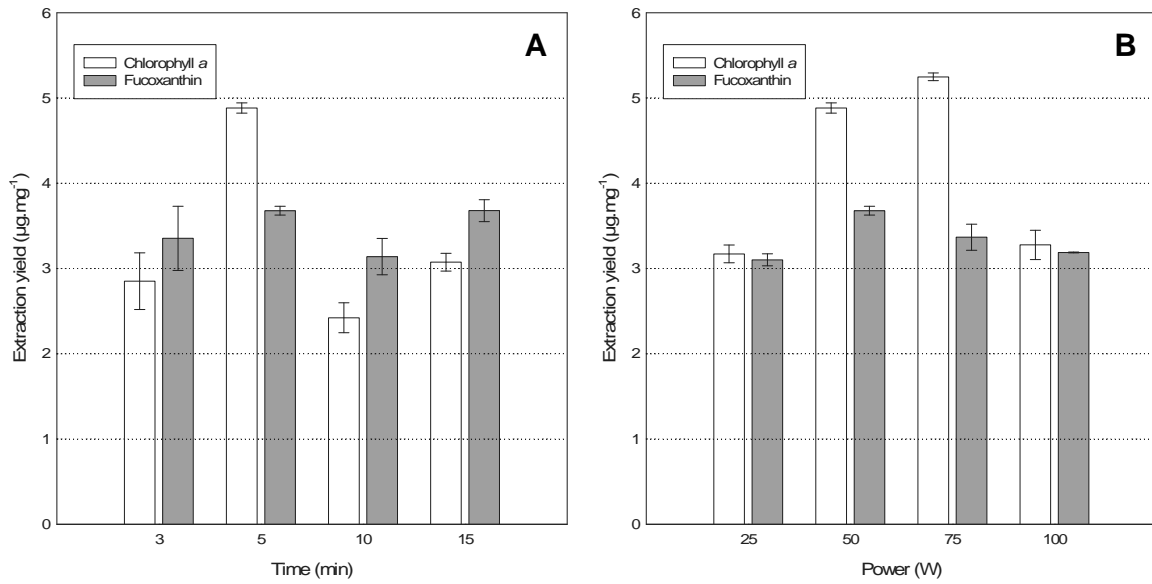 A
Chlorophyll a
Fucoxanthin
6
5
4
3
2
1
0
Extraction yield (µg.mg⁻¹)
3 5 10 15
Time (min)
B
Chlorophyll a
Fucoxanthin
6
5
4
3
2
1
0
Extraction yield (µg.mg⁻¹)
25 50 75 100
Power (W)